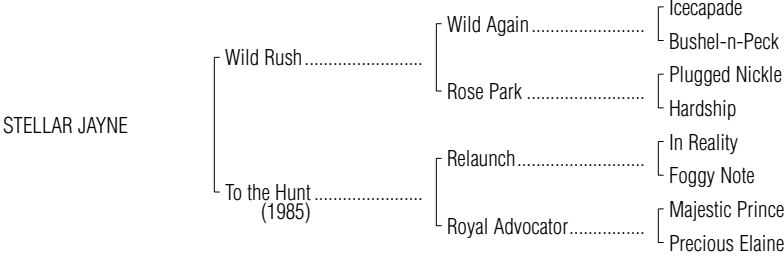 Icecapade
Wild Again........................
Bushel-n-Peck
Wild Rush.........................
Plugged Nickle
Rose Park .........................
Hardship
STELLAR JAYNE
In Reality
Relaunch...........................
Foggy Note
To the Hunt.......................
(1985)
Majestic Prince
Royal Advocator................
Precious Elaine